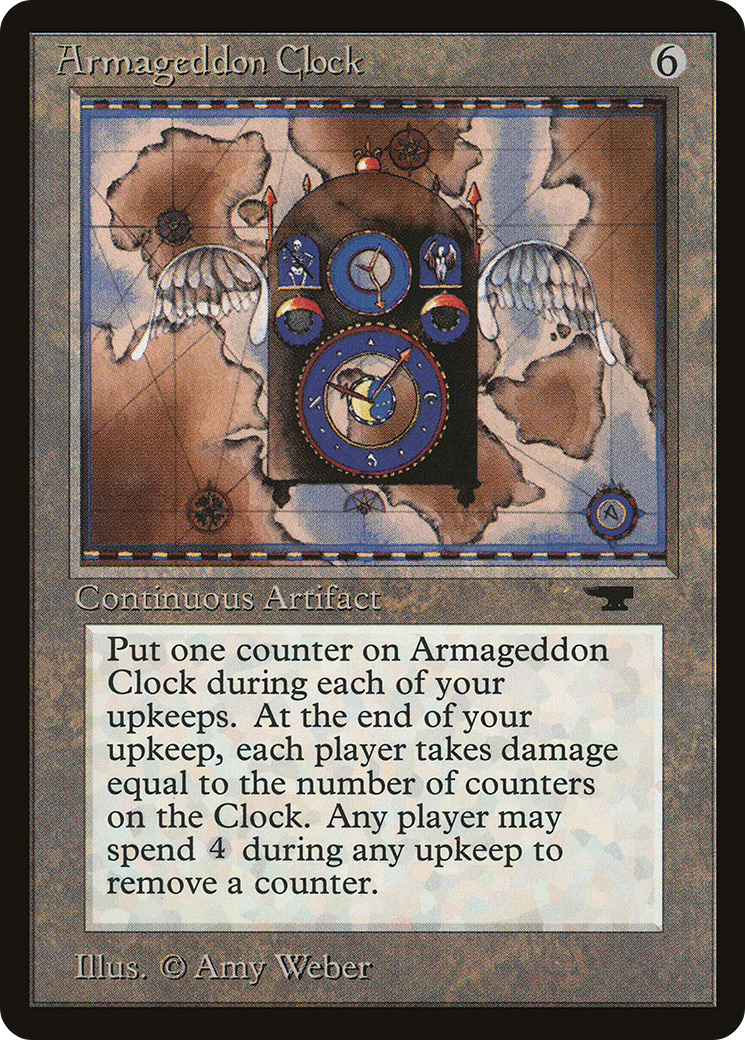 Armageddon Clock 6
Continuous Artifact
Put one counter on Armageddon
Clock during each of your
upkeeps. At the end of your
upkeep, each player takes damage
equal to the number of counters
on the Clock. Any player may
spend 4 during any upkeep to
remove a counter.
Illus. © Amy Weber